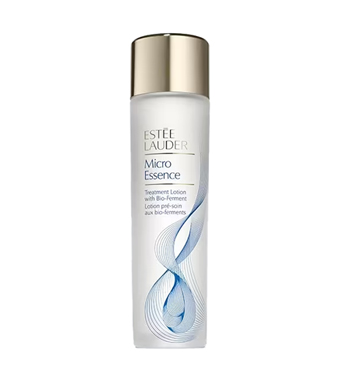 ESTĒE
LAUDER
Micro
Essence
Treatment Lotion
with Bio-Ferment
Lotion pré-soin
aux bio-ferments